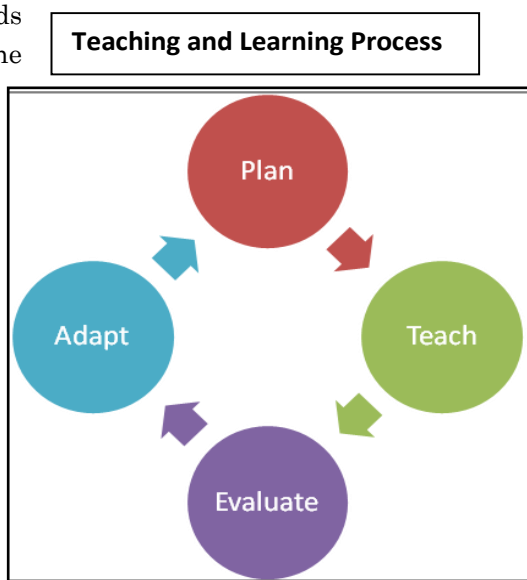 Teaching and Learning Process
Plan
Teach
Evaluate
Adapt